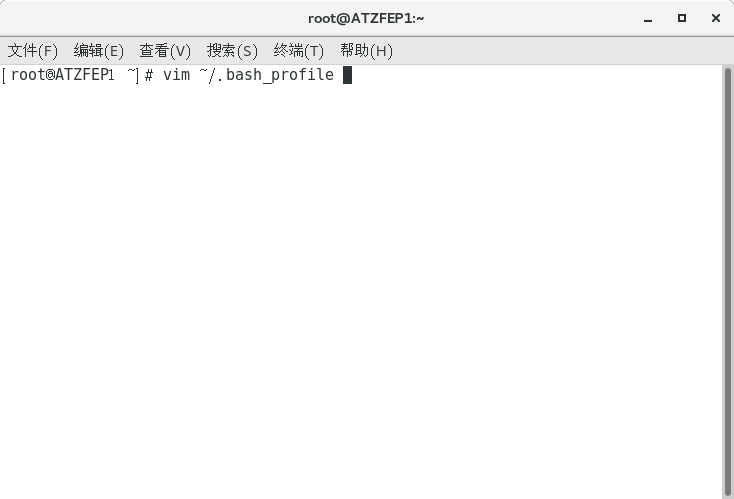 root@ATZFEP1:~
文件(F) 编辑(E) 查看(V) 搜索(S) 终端(T) 帮助(H)
[root@ATZFEP1 ~]# vim ~/.bash_profile